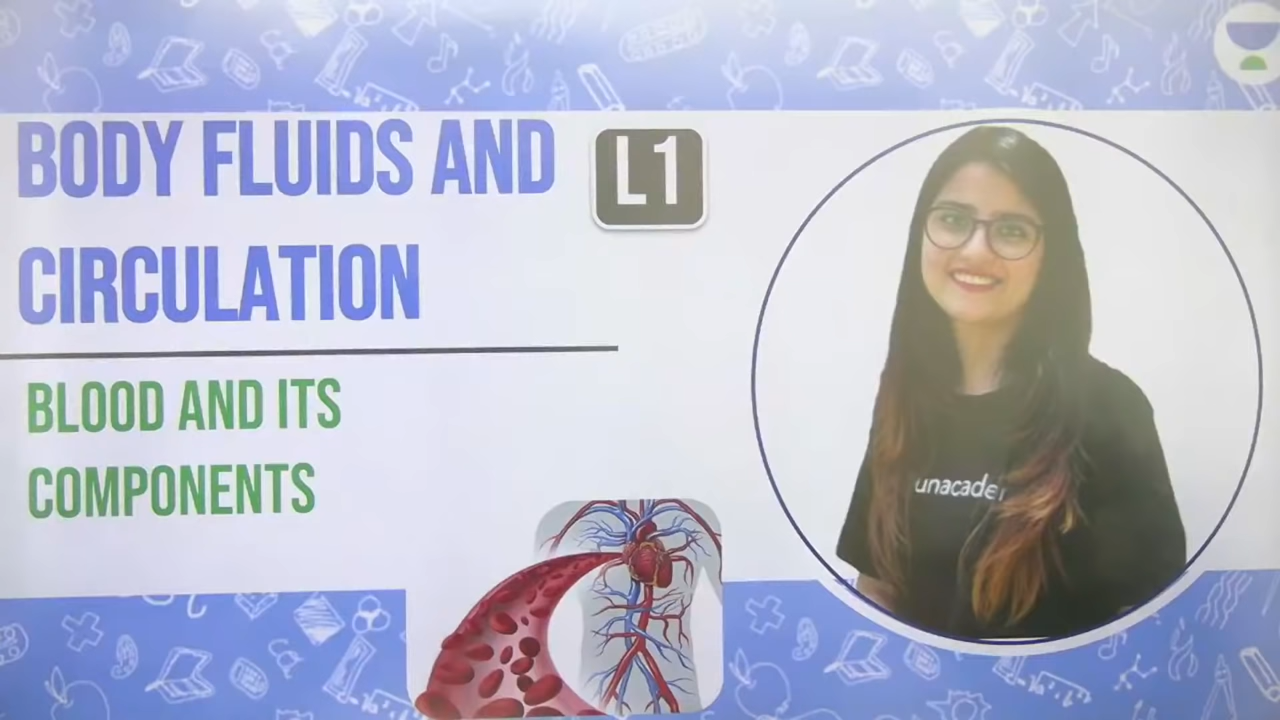 BODY FLUIDS AND
L1
CIRCULATION
BLOOD AND ITS
COMPONENTS
unacade